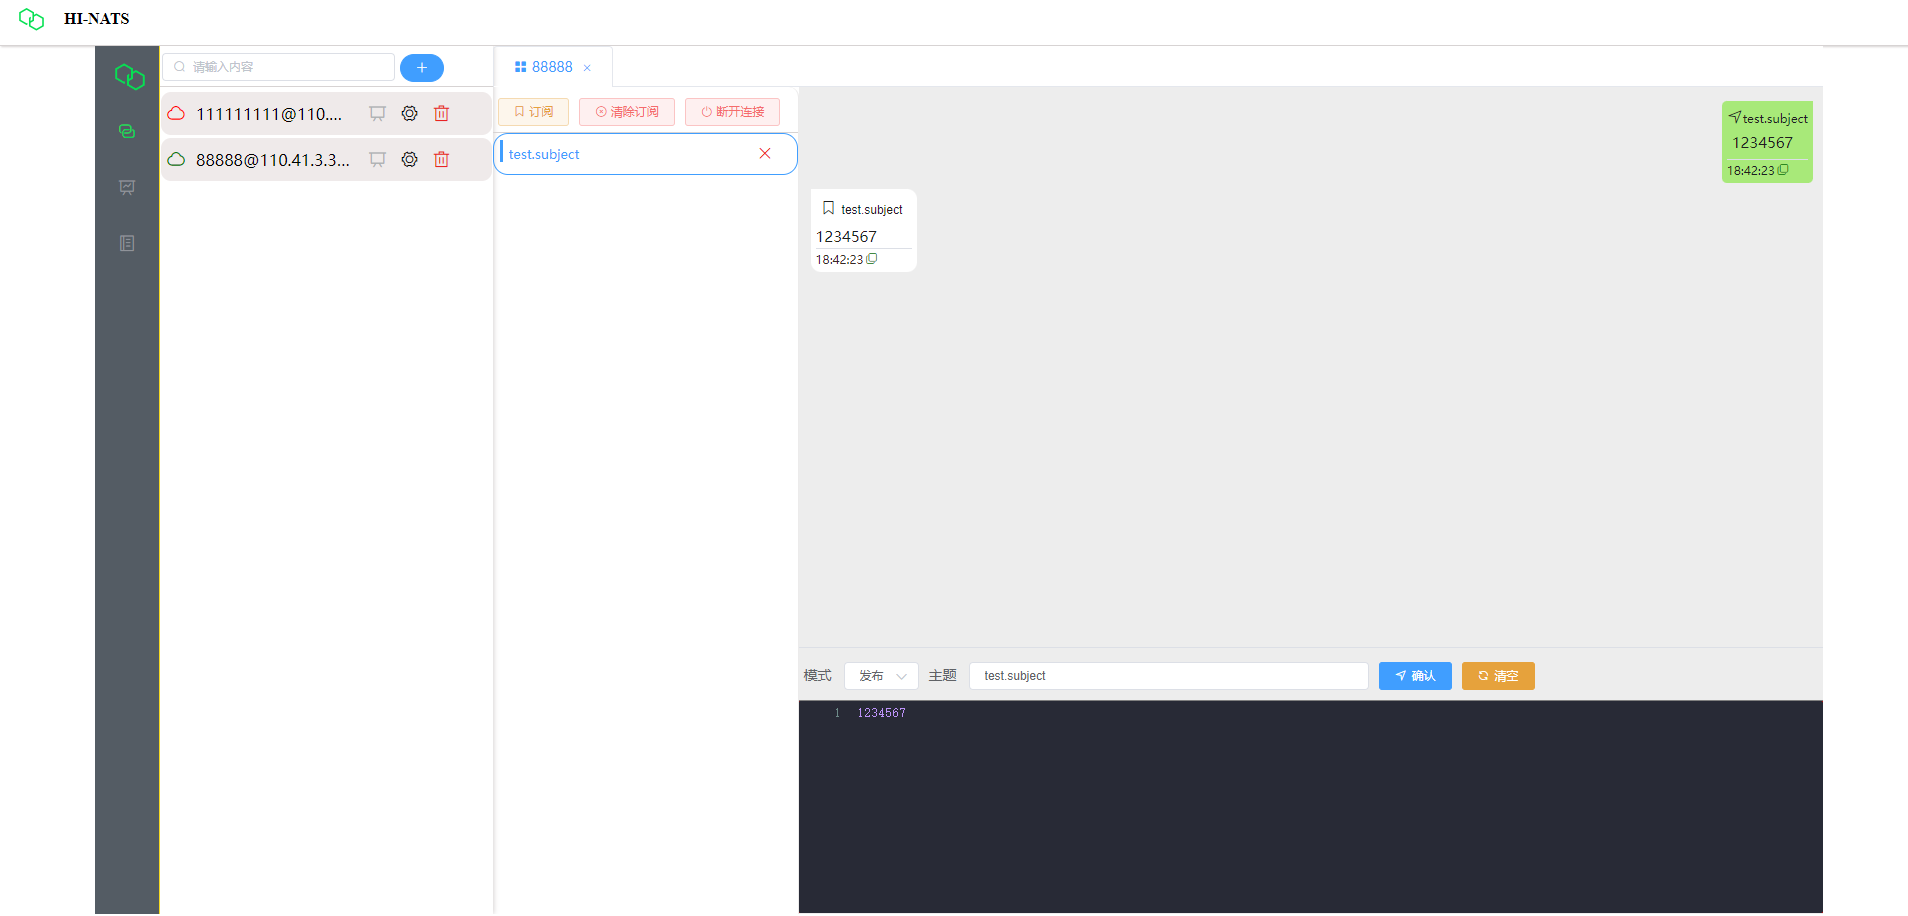 HI-NATS
请输入内容
88888
111111111@110....
88888@110.41.3.3...
订阅
清除订阅
断开连接
test.subject
test.subject
1234567
18:42:23
test.subject
1234567
18:42:23
模式
发布
主题
test.subject
确认
清空
1
1234567